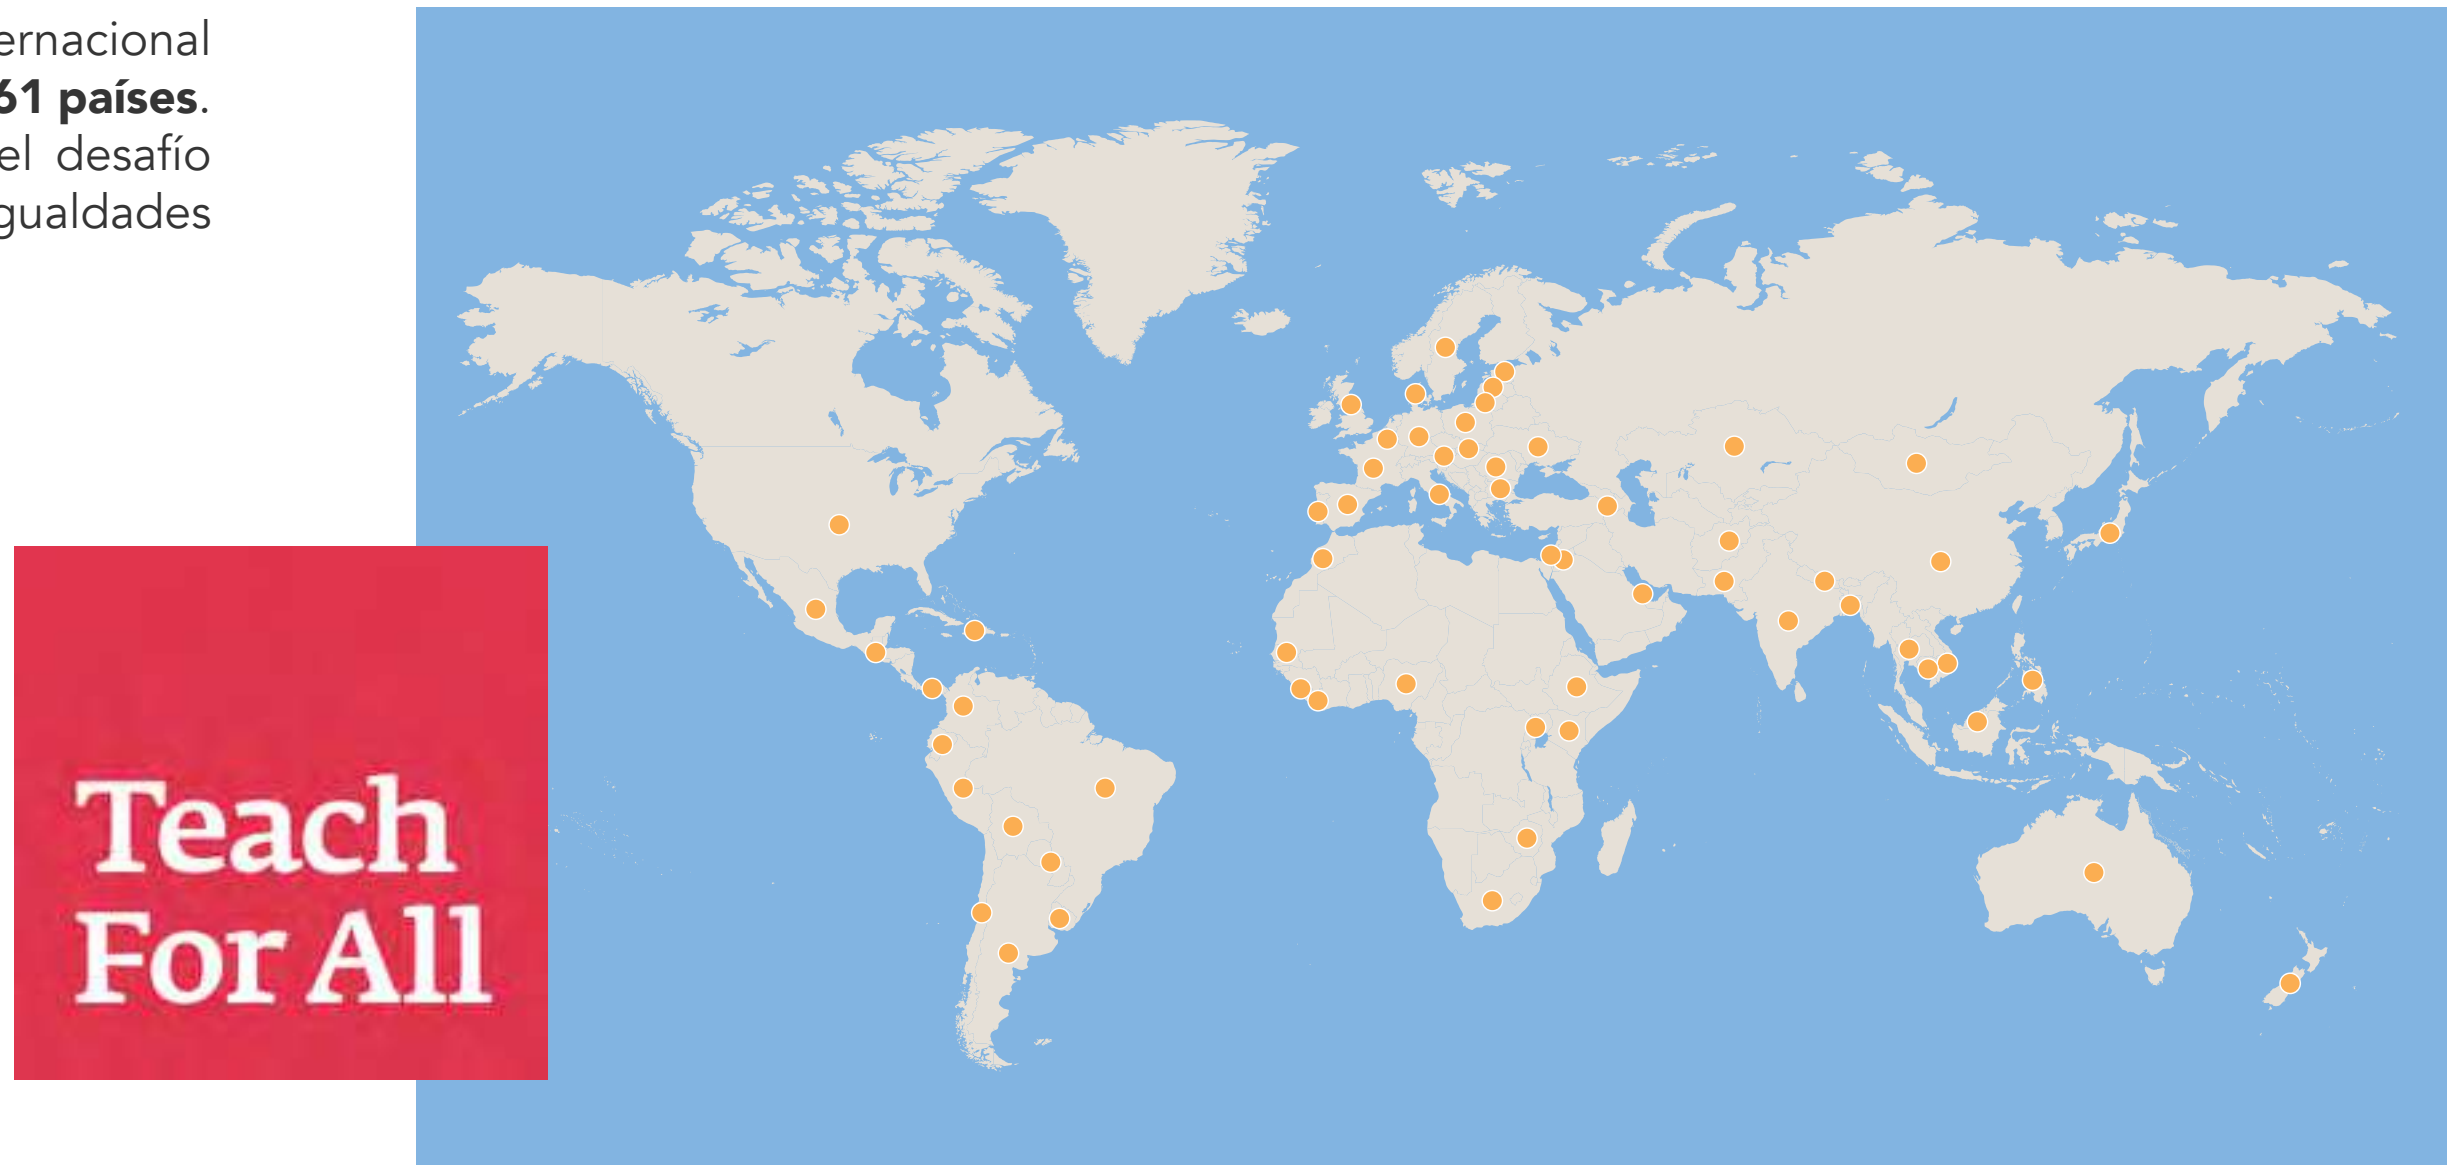 ernacional
61 países.
el desafío
gualdades
Teach
For All